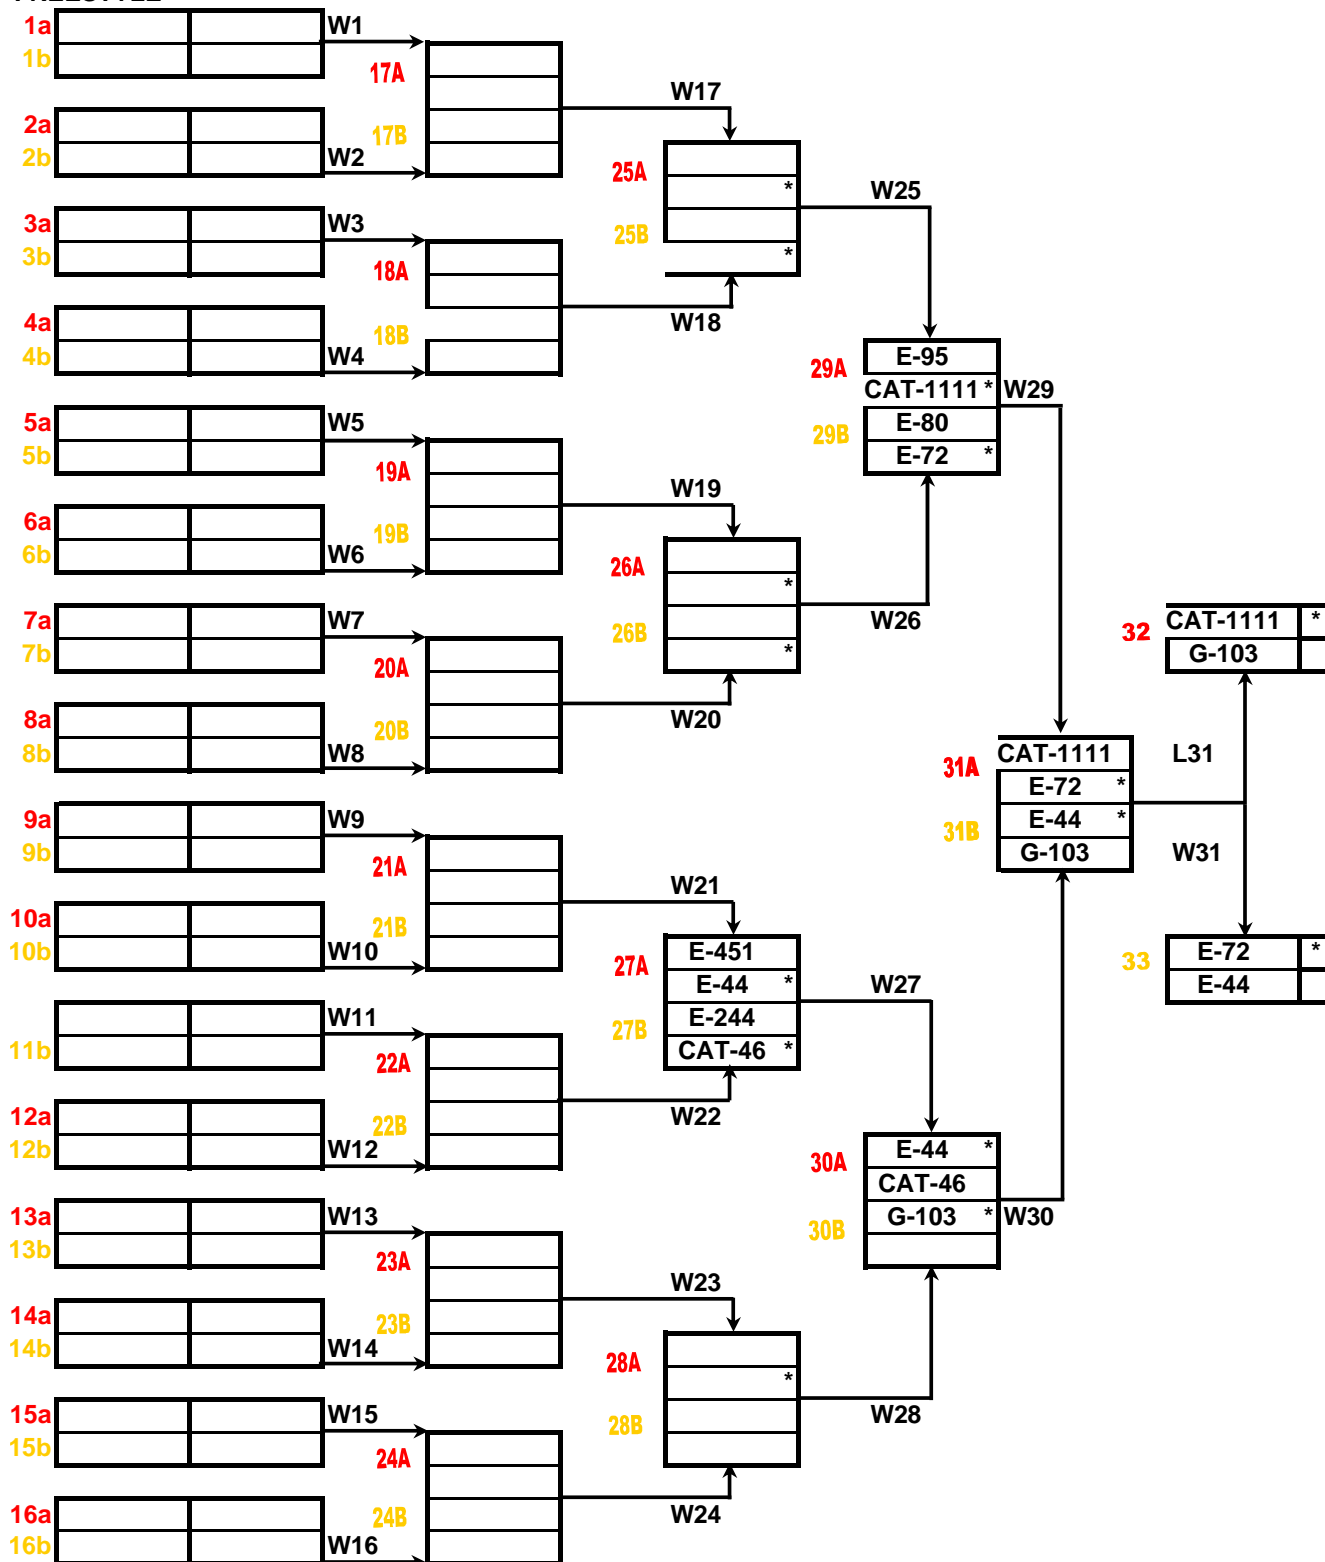 1a W1
1b
17A
W17
2a
17B
2b W2
25A
* W25
3a W3
25B
3b
18A *
4a W18
18B
4b W4
E-95
29A
CAT-1111 * W29
5a W5 E-80
29B
5b E-72 *
19A
W19
6a
19B
6b W6
26A
*
7a W7 W26 CAT-1111 *
26B 32
7b * G-103
20A
8a W20
20B
8b W8 CAT-1111 L31
31A
E-72 *
9a W9 E-44 *
31B
9b G-103 W31
21A
W21
10a
21B
10b W10 E-451 E-72 *
27A 33
E-44 * W27 E-44
W11 E-244
27B
11b CAT-46 *
22A
12a W22
22B
12b W12 E-44 *
30A
CAT-46
13a W13 G-103 * W30
30B
13b
23A
W23
14a
23B
14b W14
28A
*
15a W15 W28
28B
15b
24A
16a W24
24B
16b W16